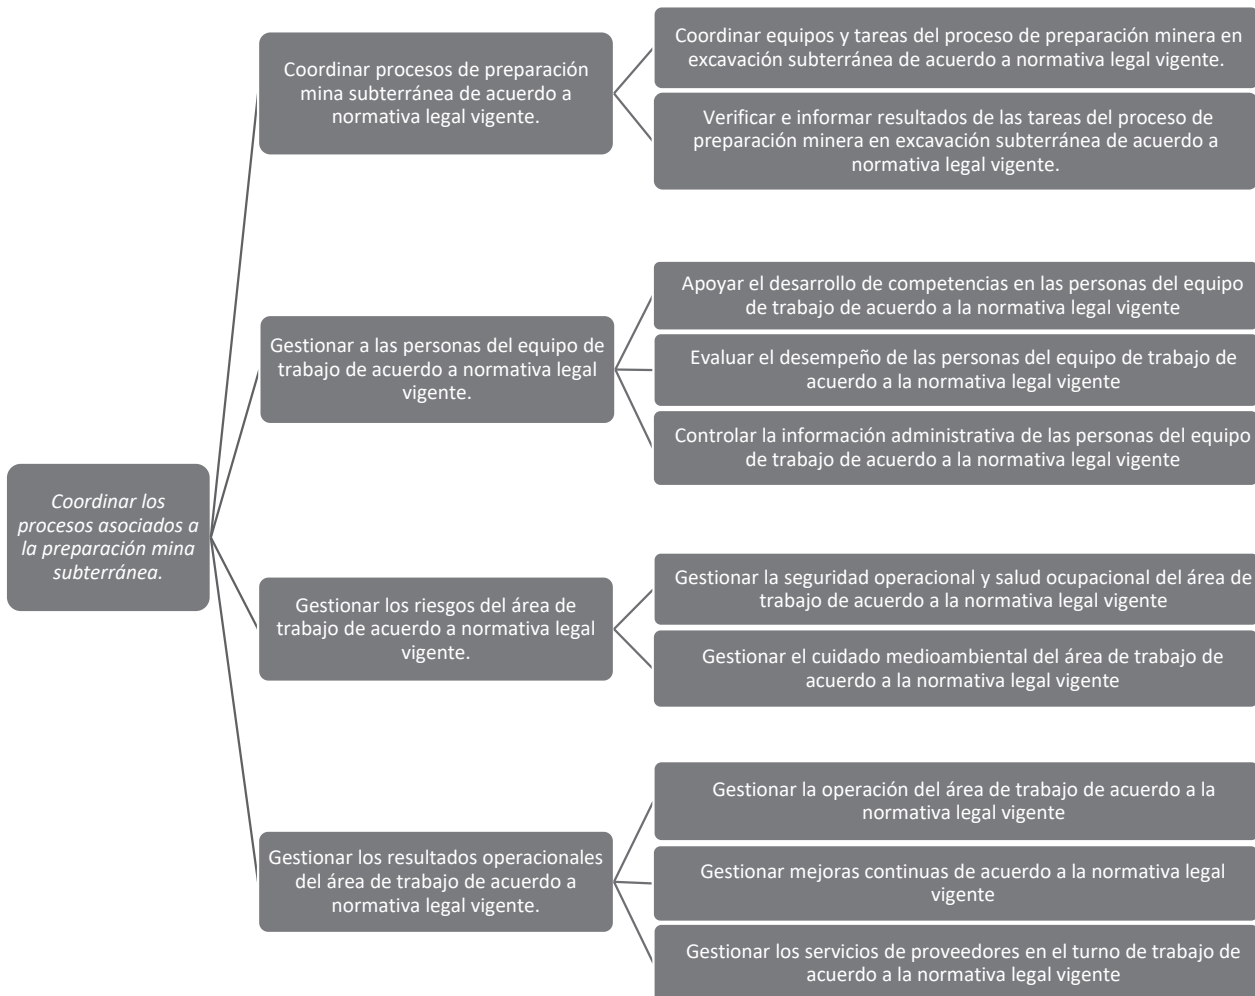 Coordinar los
procesos asociados a
la preparación mina
subterránea.
Coordinar procesos de preparación
mina subterránea de acuerdo a
normativa legal vigente.
Coordinar equipos y tareas del proceso de preparación minera en
excavación subterránea de acuerdo a normativa legal vigente.
Verificar e informar resultados de las tareas del proceso de
preparación minera en excavación subterránea de acuerdo a
normativa legal vigente.
Gestionar a las personas del equipo de
trabajo de acuerdo a normativa legal
vigente.
Apoyar el desarrollo de competencias en las personas del equipo
de trabajo de acuerdo a la normativa legal vigente
Evaluar el desempeño de las personas del equipo de trabajo de
acuerdo a la normativa legal vigente
Controlar la información administrativa de las personas del equipo
de trabajo de acuerdo a la normativa legal vigente
Gestionar los riesgos del área de
trabajo de acuerdo a normativa legal
vigente.
Gestionar la seguridad operacional y salud ocupacional del área de
trabajo de acuerdo a la normativa legal vigente
Gestionar el cuidado medioambiental del área de trabajo de
acuerdo a la normativa legal vigente
Gestionar los resultados operacionales
del área de trabajo de acuerdo a
normativa legal vigente.
Gestionar la operación del área de trabajo de acuerdo a la
normativa legal vigente
Gestionar mejoras continuas de acuerdo a la normativa legal
vigente
Gestionar los servicios de proveedores en el turno de trabajo de
acuerdo a la normativa legal vigente